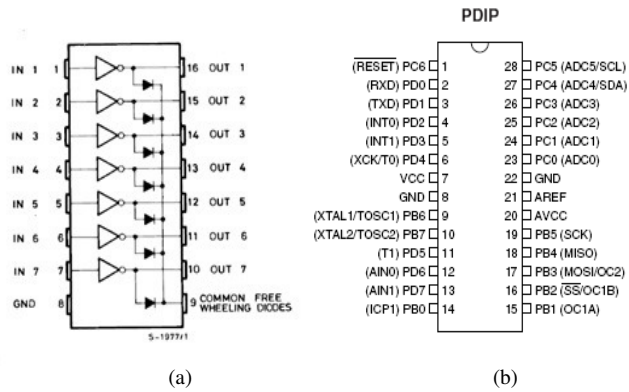 PDIP
IN 1 1 16 OUT 1
IN 2 2 15 OUT 2
IN 3 3 14 OUT 3
IN 4 4 13 OUT 4
IN 5 5 12 OUT 5
IN 6 6 11 OUT 6
IN 7 7 10 OUT 7
GND 8 9 COMMON FREE
WHEELING DIODES
S-1977/1
(a)
(RESET) PC6 1 28 PC5 (ADC5/SCL)
(RXD) PD0 2 27 PC4 (ADC4/SDA)
(TXD) PD1 3 26 PC3 (ADC3)
(INT0) PD2 4 25 PC2 (ADC2)
(INT1) PD3 5 24 PC1 (ADC1)
(XCK/T0) PD4 6 23 PC0 (ADC0)
VCC 7 22 GND
GND 8 21 AREF
(XTAL1/TOSC1) PB6 9 20 AVCC
(XTAL2/TOSC2) PB7 10 19 PB5 (SCK)
(T1) PD5 11 18 PB4 (MISO)
(AIN0) PD6 12 17 PB3 (MOSI/OC2)
(AIN1) PD7 13 16 PB2 (SS/OC1B)
(ICP1) PB0 14 15 PB1 (OC1A)
(b)